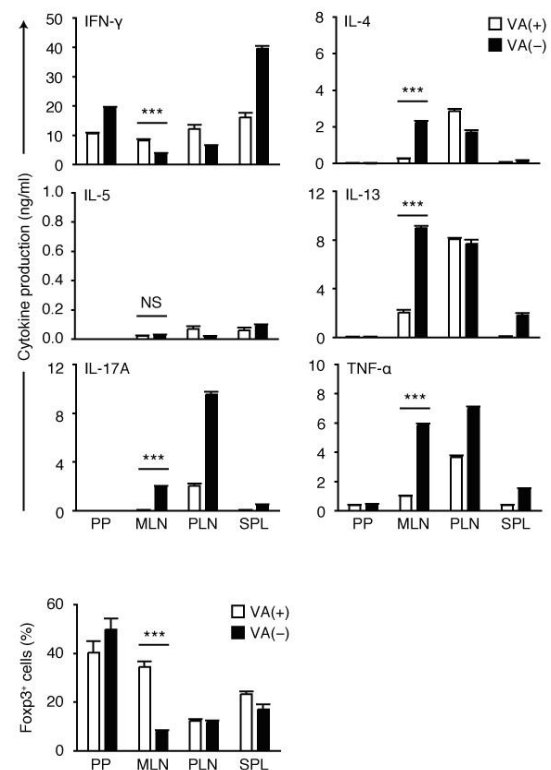 IFN-γ
50
40
30
20
10
0
***
IL-4
VA(+)
VA(−)
8
6
4
2
0
***
Cytokine production (ng/ml)
IL-5
1.0
0.8
0.6
0.4
0.2
0.0
NS
IL-13
12
8
4
0
***
IL-17A
12
8
4
0
***
PP MLN PLN SPL
TNF-α
10
8
6
4
2
0
***
PP MLN PLN SPL
Foxp3⁺ cells (%)
60
40
20
0
***
VA(+)
VA(−)
PP MLN PLN SPL